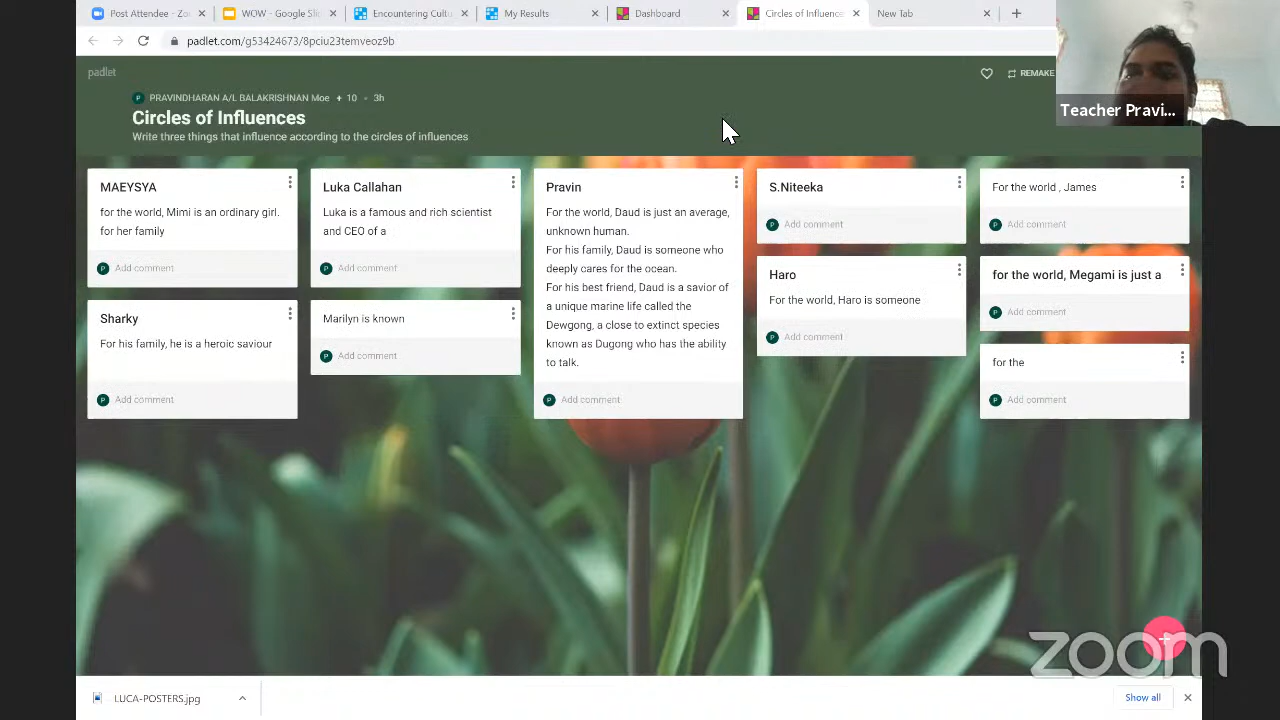 Post Attendee - Zo
WOW - Google Sli
Encountering Cult
My Results
Dashboard
Circles of Influence
New Tab
padlet.com/g53424673/8pciu23temveoz9b
padlet
REMAKE
PRAVINDHARAN A/L BALAKRISHNAN Moe + 10 • 3h
Circles of Influences
Write three things that influence according to the circles of influences
Teacher Pravi...
MAEYSYA
for the world, Mimi is an ordinary girl.
for her family
Add comment
Sharky
For his family, he is a heroic saviour
Add comment
Luka Callahan
Luka is a famous and rich scientist
and CEO of a
Add comment
Marilyn is known
Add comment
Pravin
For the world, Daud is just an average,
unknown human.
For his family, Daud is someone who
deeply cares for the ocean.
For his best friend, Daud is a savior of
a unique marine life called the
Dewgong, a close to extinct species
known as Dugong who has the ability
to talk.
Add comment
S.Niteeka
Add comment
Haro
For the world, Haro is someone
Add comment
For the world , James
Add comment
for the world, Megami is just a
Add comment
for the
Add comment
zoom
LUCA-POSTERS.jpg
Show all